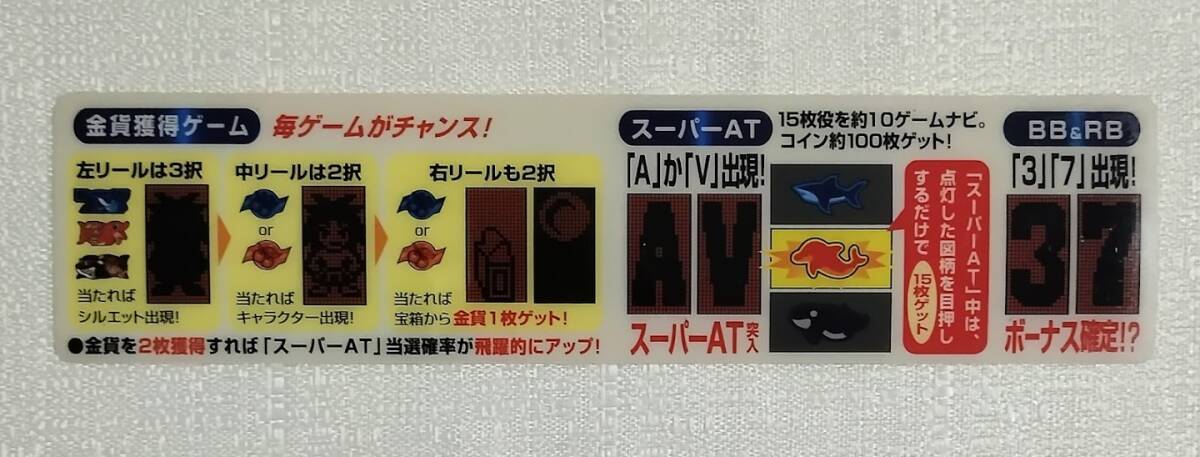 金貨獲得ゲーム
毎ゲームがチャンス!
左リールは3択
当たれば
シルエット出現!
中リールは2択
or
当たれば
キャラクター出現!
右リールも2択
or
当たれば
宝箱から金貨1枚ゲット!
●金貨を2枚獲得すれば「スーパーAT」当選確率が飛躍的にアップ!
スーパーAT
15枚役を約10ゲームナビ。
コイン約100枚ゲット!
「A」か「V」出現!
AV
スーパーAT突入
「スーパーAT」中は、
点灯した図柄を目押し
するだけで
15枚ゲット
BB&RB
「3」「7」出現!
37
ボーナス確定!?